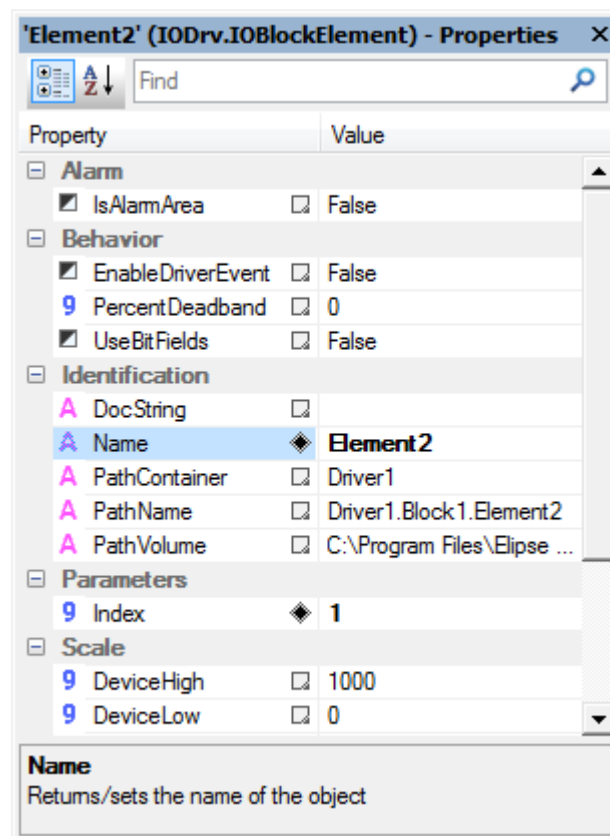 'Element2' (IODrv.IOBlockElement) - Properties
Find
Property Value
Alarm
IsAlarmArea False
Behavior
EnableDriverEvent False
PercentDeadband 0
UseBitFields False
Identification
DocString
Name Element2
PathContainer Driver1
PathName Driver1.Block1.Element2
PathVolume C:\Program Files\Elipse ...
Parameters
Index 1
Scale
DeviceHigh 1000
DeviceLow 0
Name
Returns/sets the name of the object